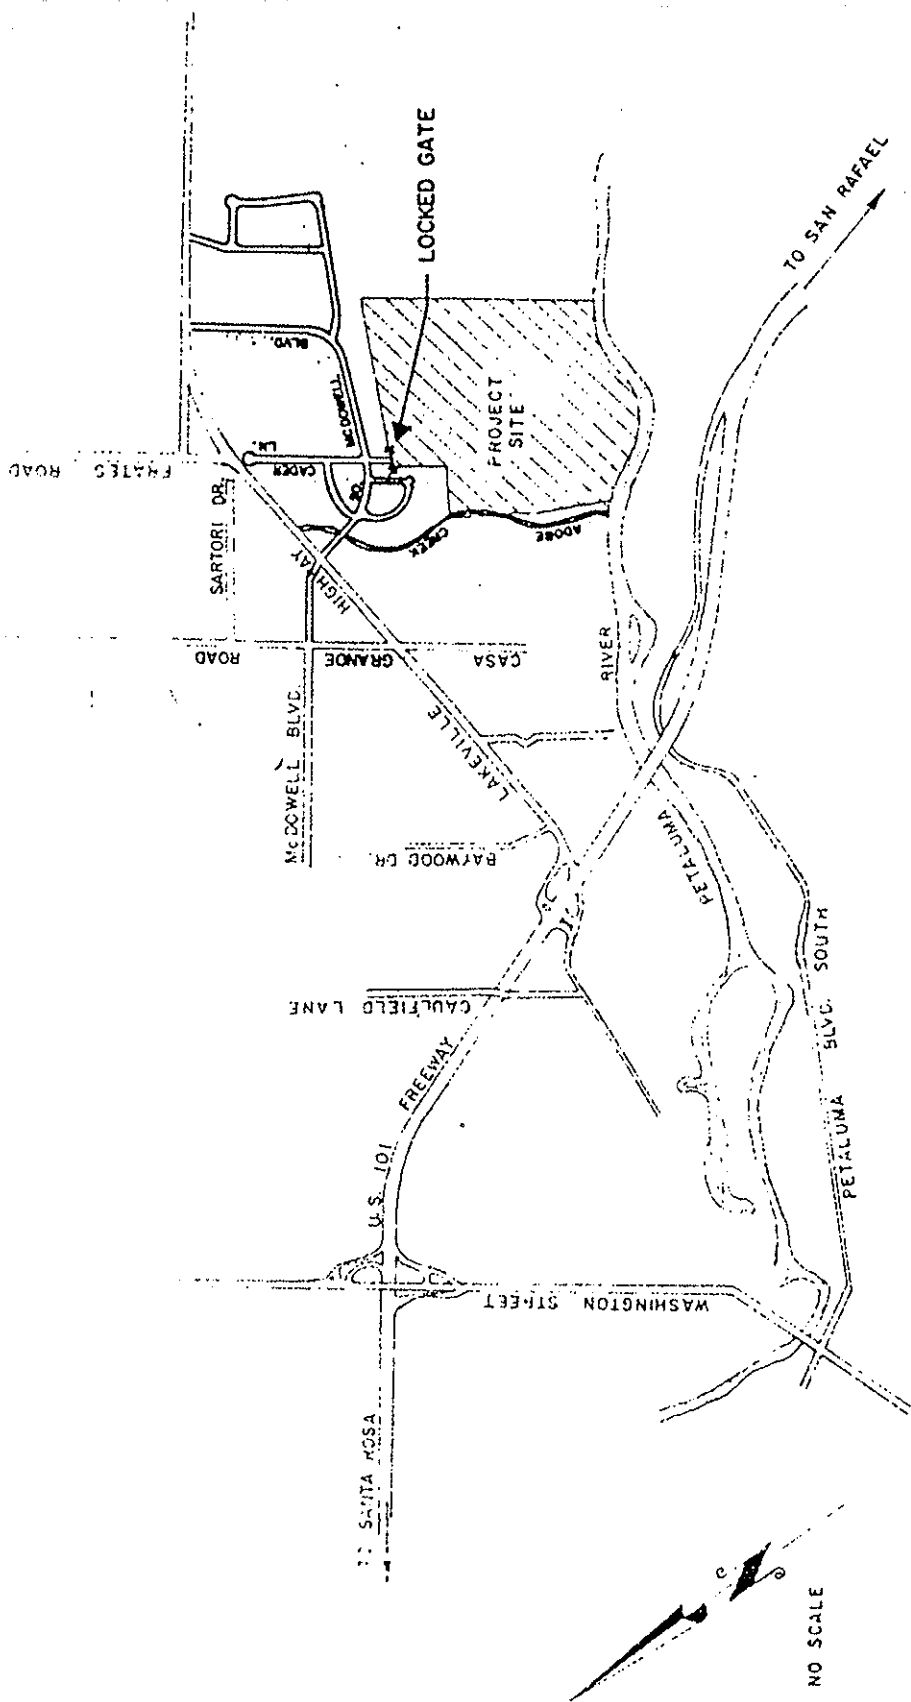 LOCKED GATE
TO SAN RAFAEL
PROJECT
SITE
BLVD.
McDOWELL
CADER
LN.
RD.
FRATES ROAD
SARTORI DR.
HIGHWAY
CREEK
ADOBE
CASA
GRANDE
ROAD
RIVER
McDOWELL BLVD.
LAKEVILLE
BAYWOOD DR.
PETALUMA
CAULFIELD LANE
SOUTH
BLVD.
PETALUMA
FREEWAY
U.S. 101
WASHINGTON STREET
TO SANTA ROSA
NO SCALE